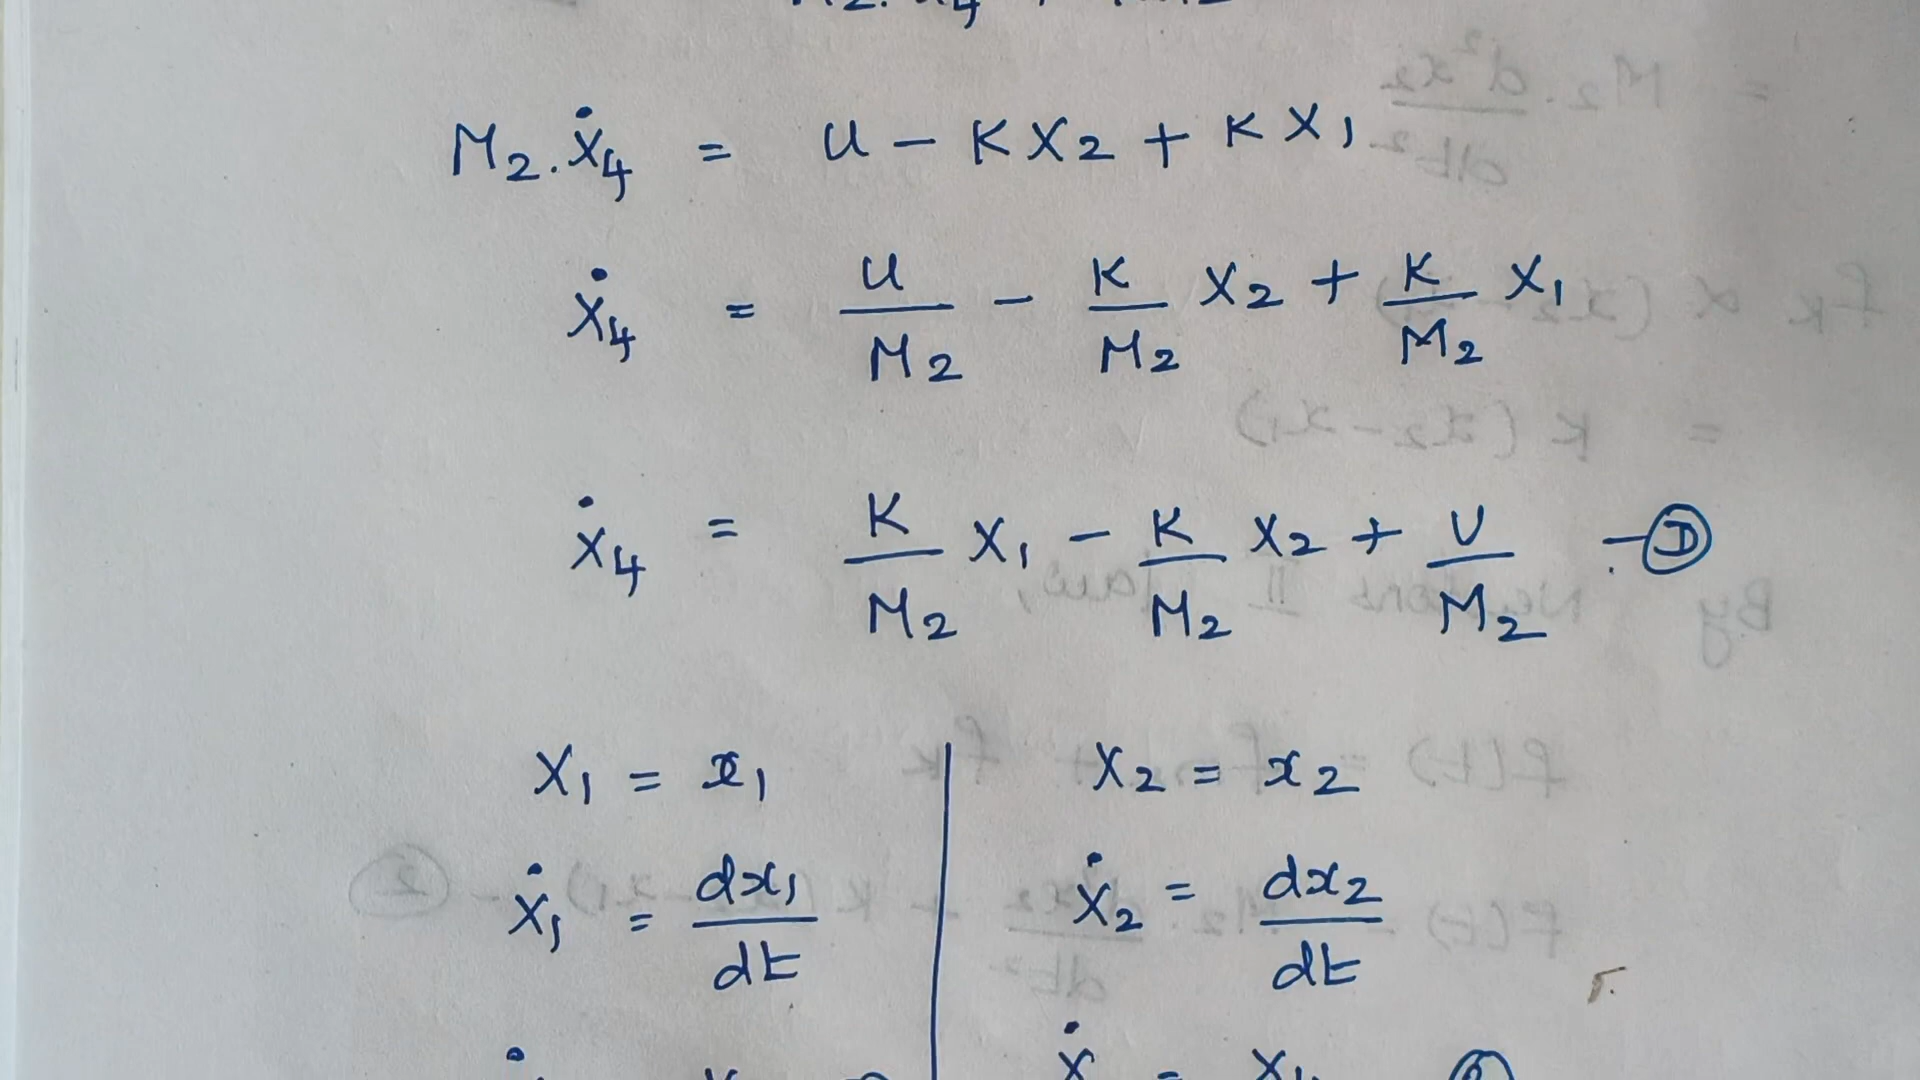 M₂.Ẋ₄ = U - KX₂ + KX₁
Ẋ₄ = U/M₂ - K/M₂ X₂ + K/M₂ X₁
Ẋ₄ = K/M₂ X₁ - K/M₂ X₂ + U/M₂ -Ⓓ
X₁ = x₁ | X₂ = x₂
Ẋ₁ = dx₁/dt | Ẋ₂ = dx₂/dt